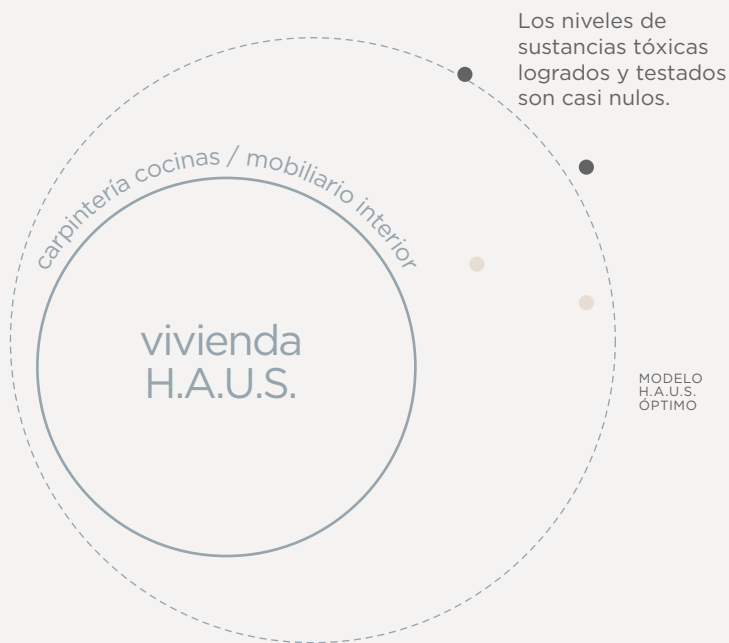 Los niveles de
sustancias tóxicas
logrados y testados
son casi nulos.
carpintería cocinas / mobiliario interior
vivienda
H.A.U.S.
MODELO
H.A.U.S.
ÓPTIMO